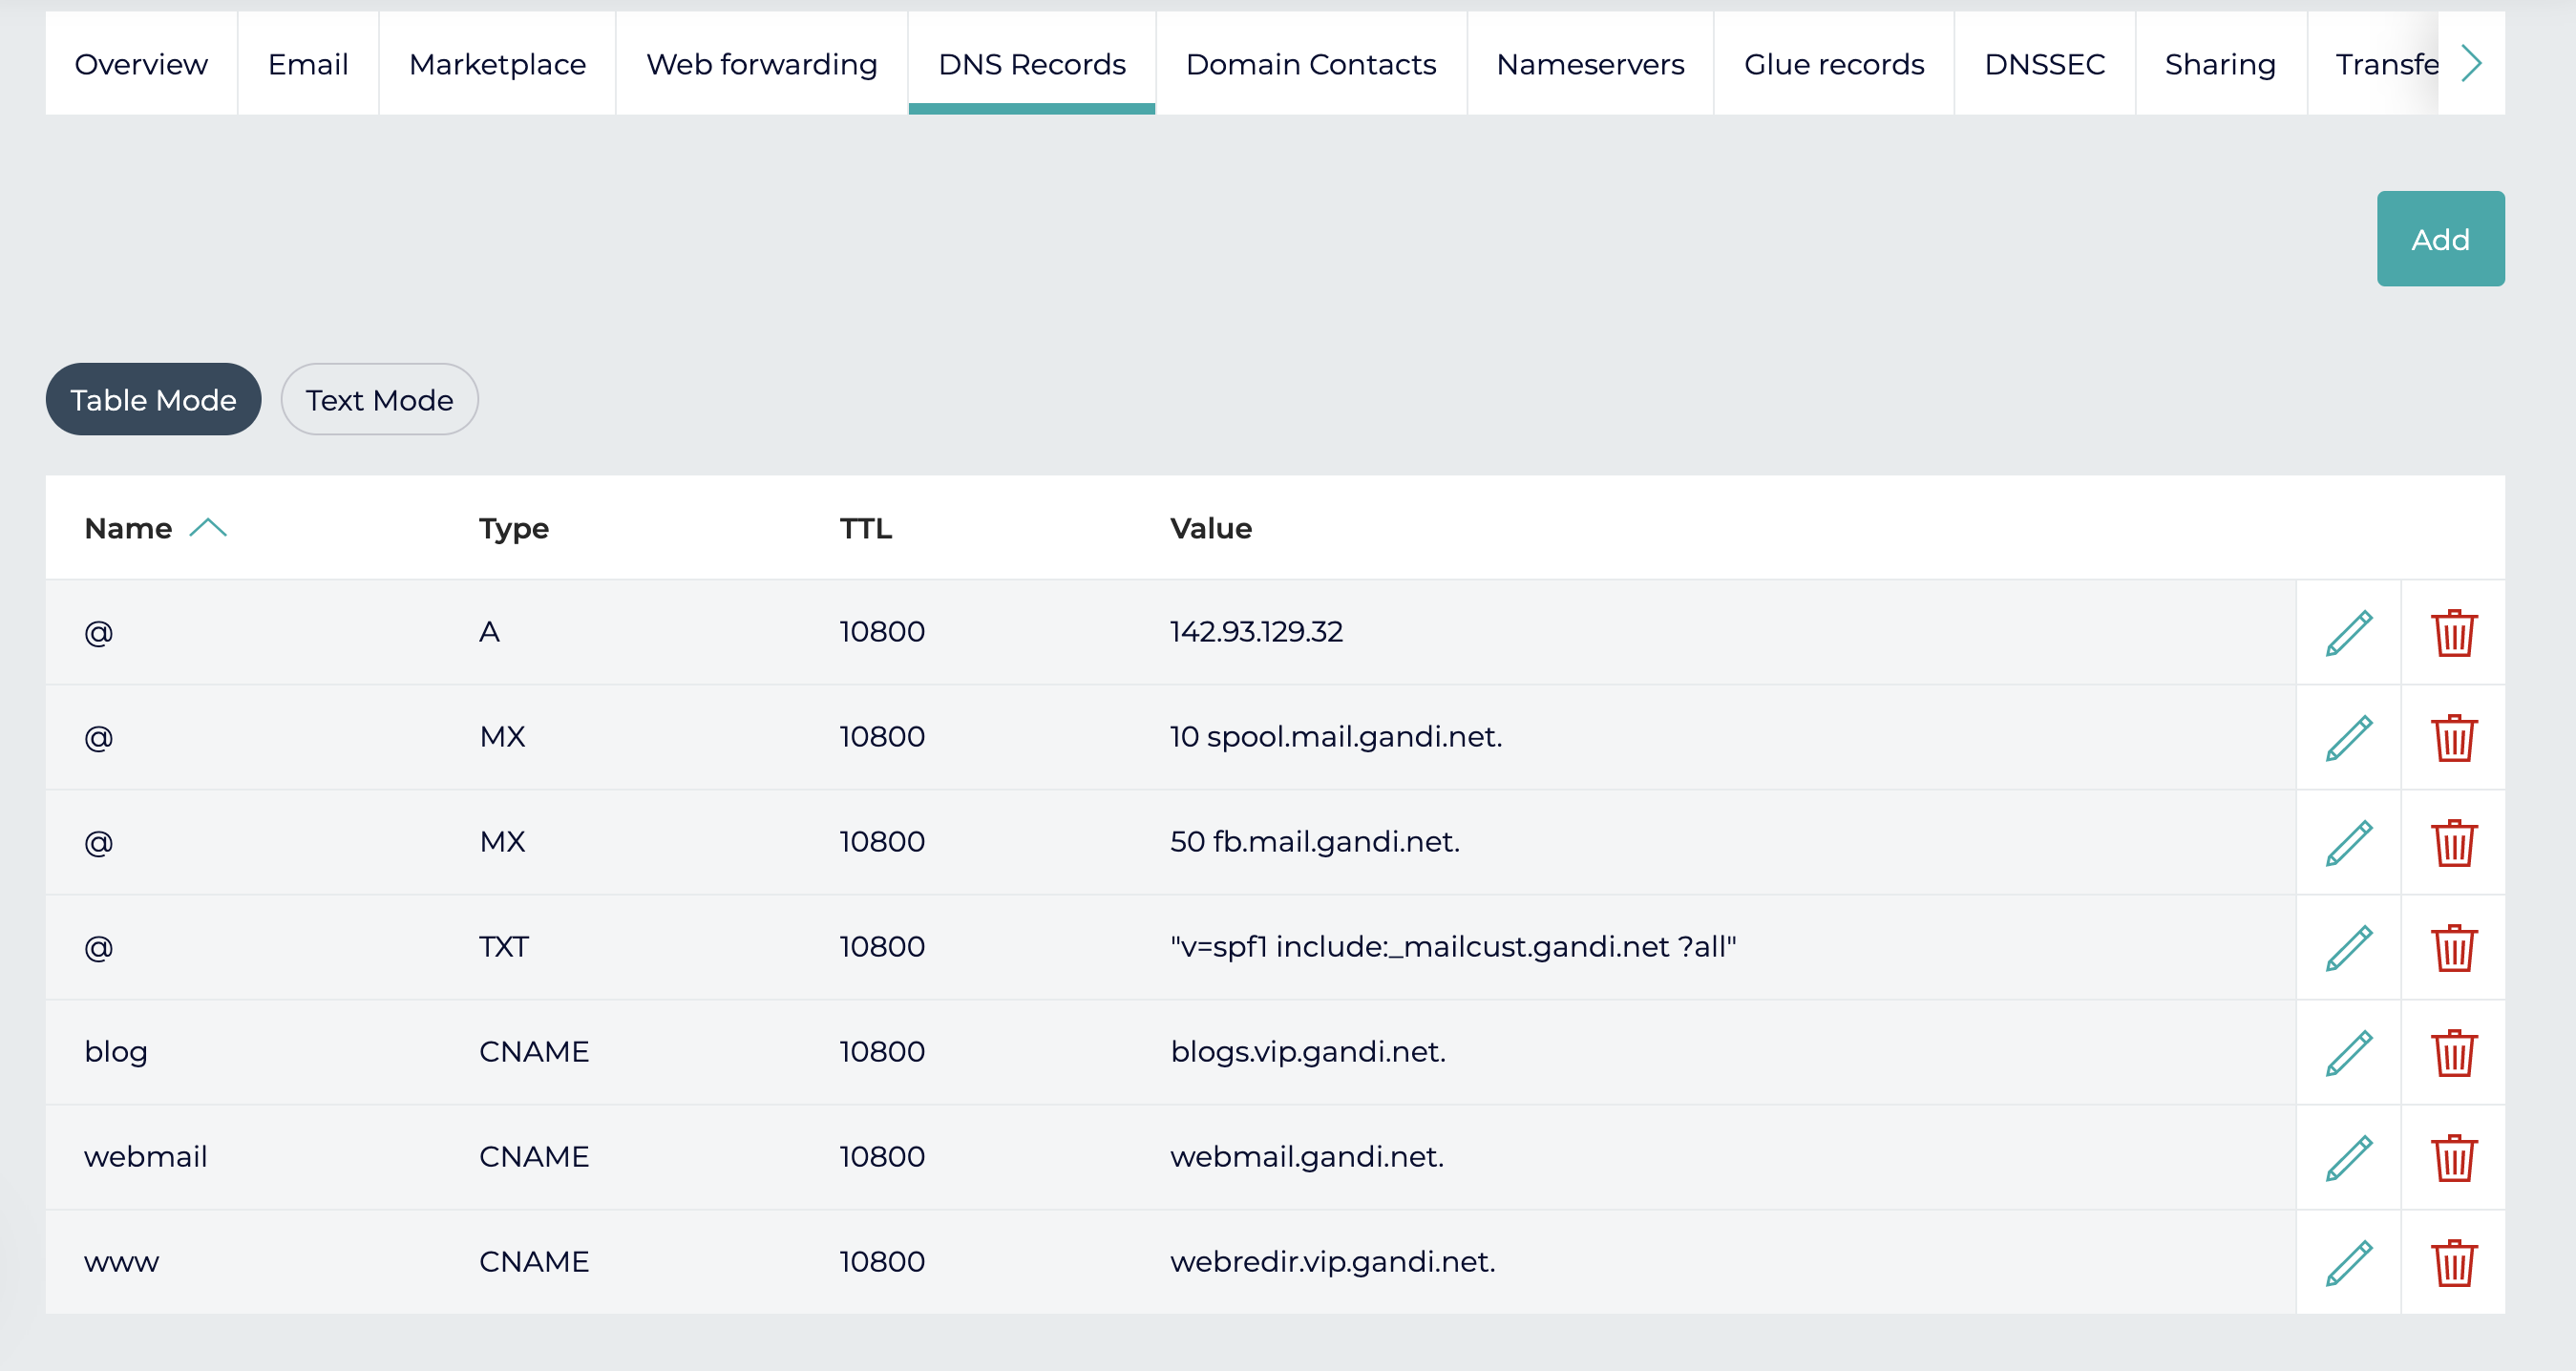 Overview Email Marketplace Web forwarding DNS Records Domain Contacts Nameservers Glue records DNSSEC Sharing Transfe
Add
Table Mode Text Mode
Name Type TTL Value
@ A 10800 142.93.129.32
@ MX 10800 10 spool.mail.gandi.net.
@ MX 10800 50 fb.mail.gandi.net.
@ TXT 10800 "v=spf1 include:_mailcust.gandi.net ?all"
blog CNAME 10800 blogs.vip.gandi.net.
webmail CNAME 10800 webmail.gandi.net.
www CNAME 10800 webredir.vip.gandi.net.